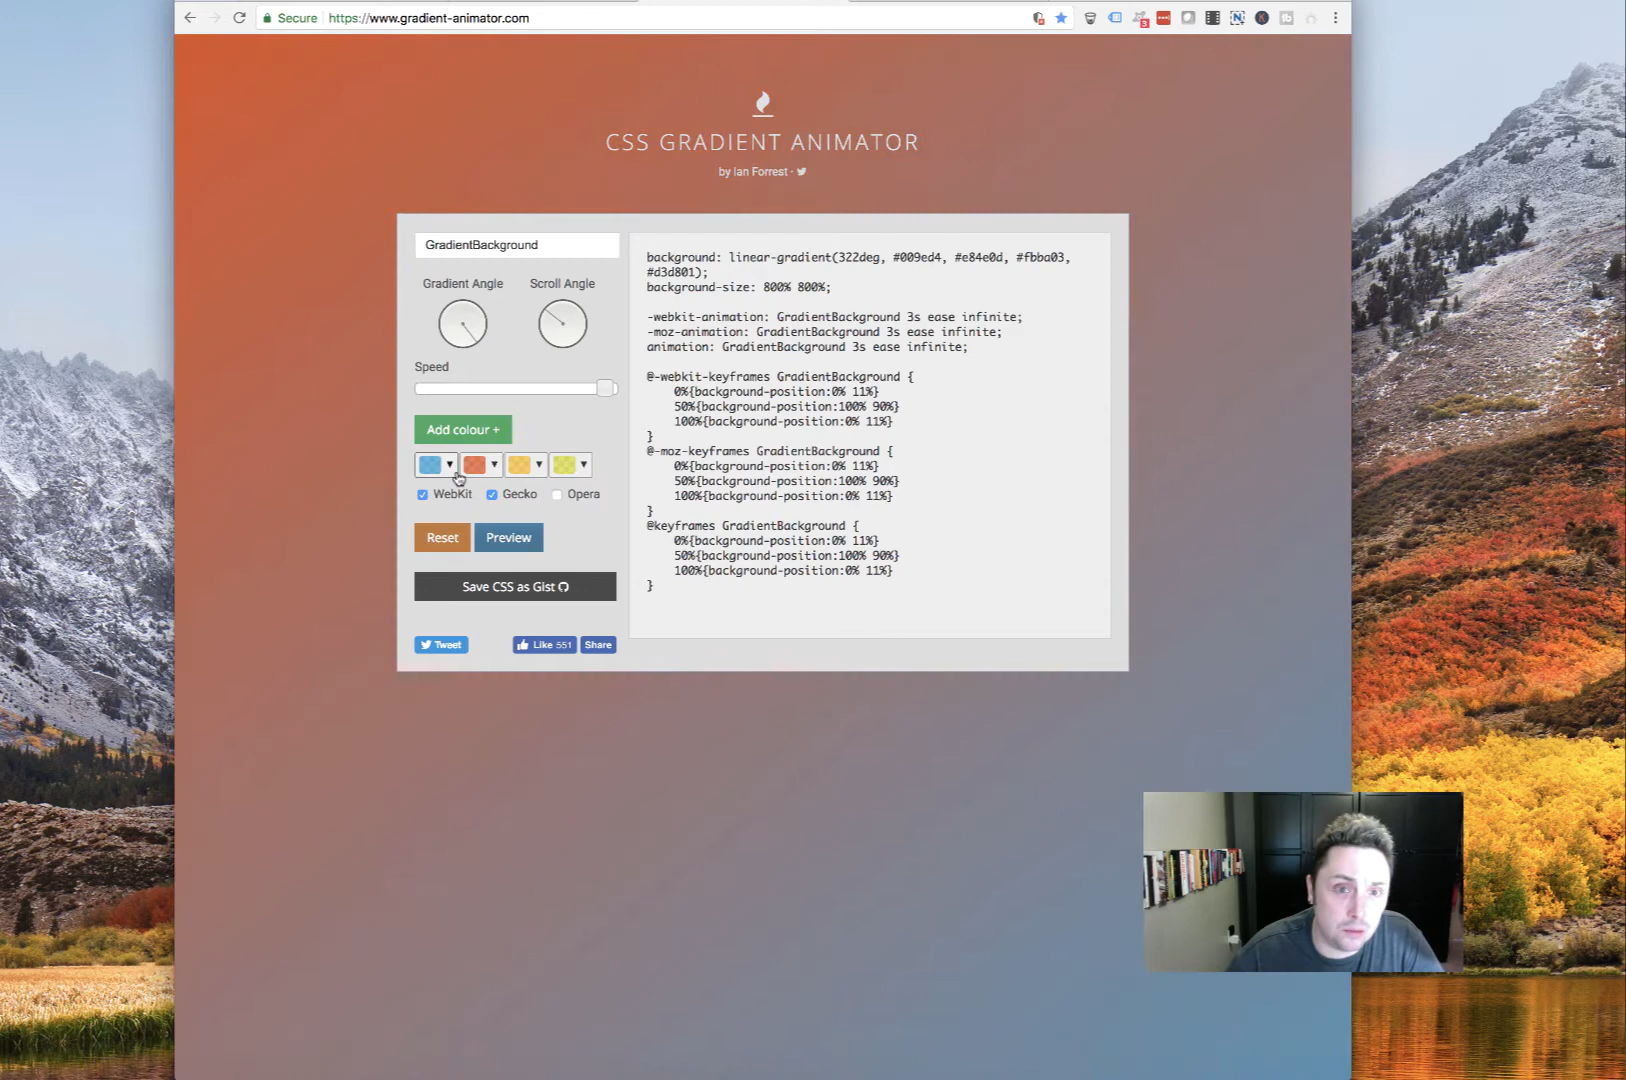 Secure https://www.gradient-animator.com
3
CSS GRADIENT ANIMATOR
by Ian Forrest -
GradientBackground
Gradient Angle Scroll Angle
Speed
Add colour +
WebKit Gecko Opera
Reset Preview
Save CSS as Gist
Tweet Like 551 Share
background: linear-gradient(322deg, #009ed4, #e84e0d, #fbba03,
#d3d801);
background-size: 800% 800%;
-webkit-animation: GradientBackground 3s ease infinite;
-moz-animation: GradientBackground 3s ease infinite;
animation: GradientBackground 3s ease infinite;
@-webkit-keyframes GradientBackground {
0%{background-position:0% 11%}
50%{background-position:100% 90%}
100%{background-position:0% 11%}
}
@-moz-keyframes GradientBackground {
0%{background-position:0% 11%}
50%{background-position:100% 90%}
100%{background-position:0% 11%}
}
@keyframes GradientBackground {
0%{background-position:0% 11%}
50%{background-position:100% 90%}
100%{background-position:0% 11%}
}